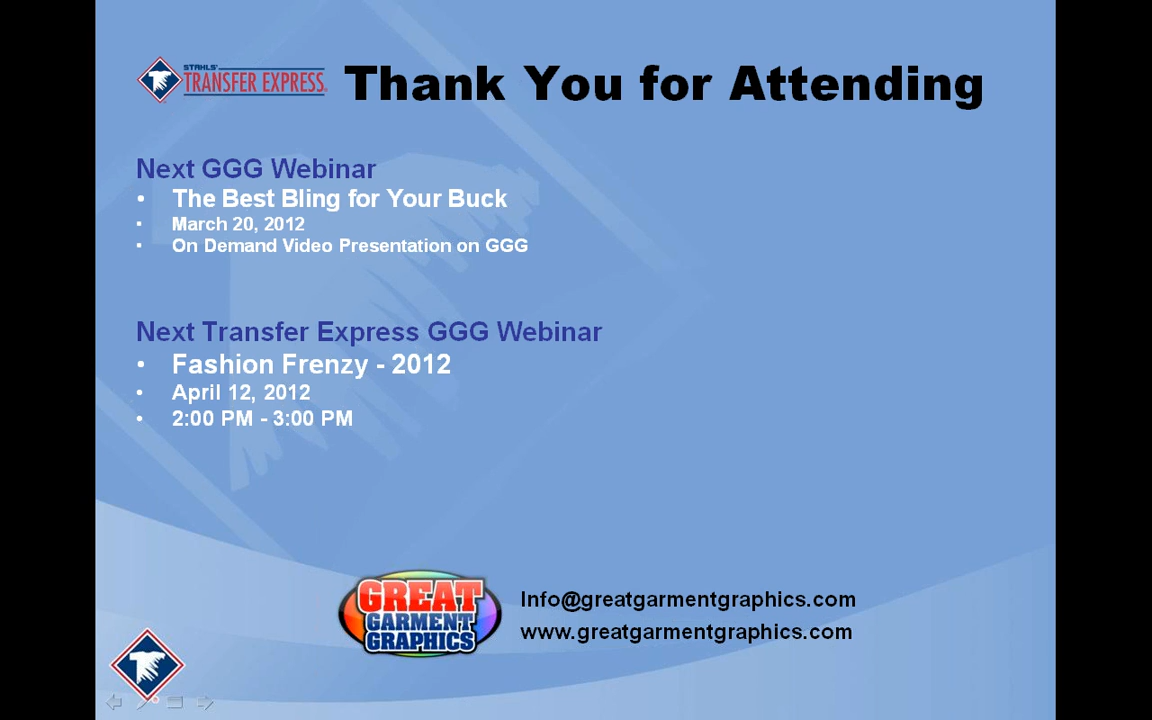 STAHLS'
TRANSFER EXPRESS®
Thank You for Attending
Next GGG Webinar
• The Best Bling for Your Buck
• March 20, 2012
• On Demand Video Presentation on GGG
Next Transfer Express GGG Webinar
• Fashion Frenzy - 2012
• April 12, 2012
• 2:00 PM - 3:00 PM
GREAT
GARMENT
GRAPHICS
Info@greatgarmentgraphics.com
www.greatgarmentgraphics.com